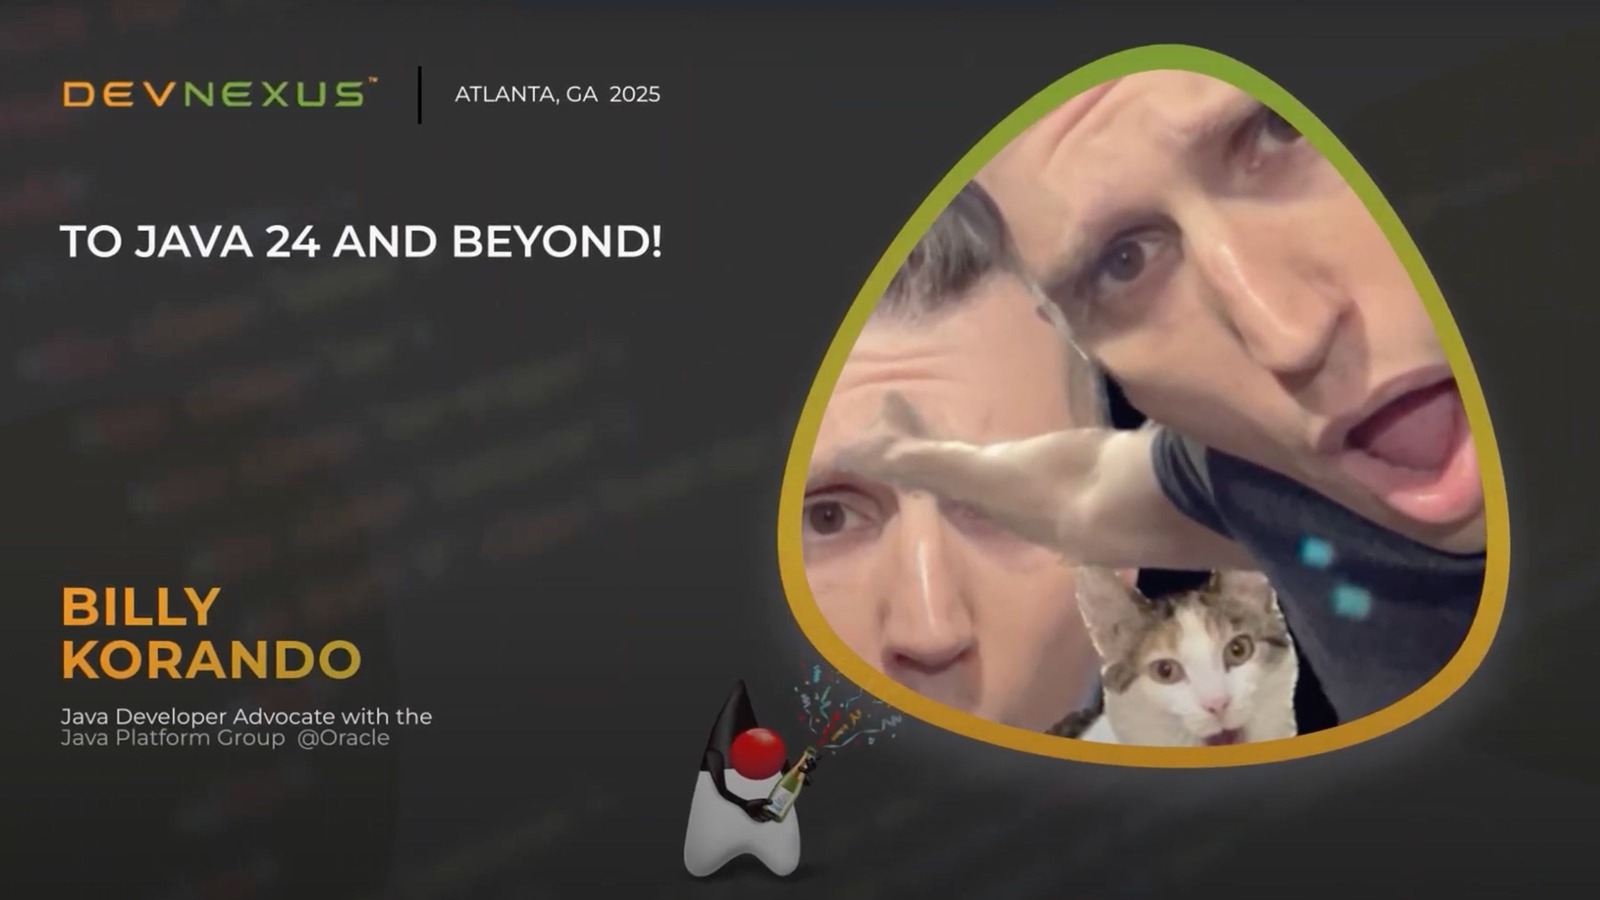 DEVNEXUS™
ATLANTA, GA 2025
TO JAVA 24 AND BEYOND!
BILLY
KORANDO
Java Developer Advocate with the
Java Platform Group @Oracle